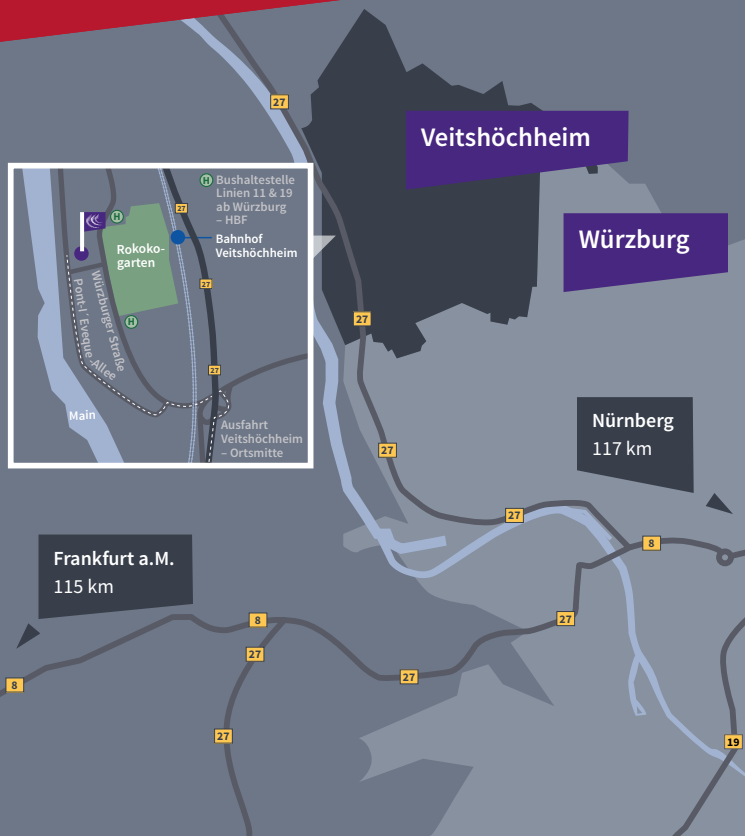 27
Veitshöchheim
Würzburg
H
Bushaltestelle
Linien 11 & 19
ab Würzburg
– HBF
27
H
Bahnhof
Veitshöchheim
Rokoko-
garten
27
Würzburger Straße
Pont-l´Eveque-Allee
H
27
27
Main
Ausfahrt
Veitshöchheim
– Ortsmitte
Nürnberg
117 km
27
27
8
Frankfurt a.M.
115 km
8
27
27
27
8
27
19